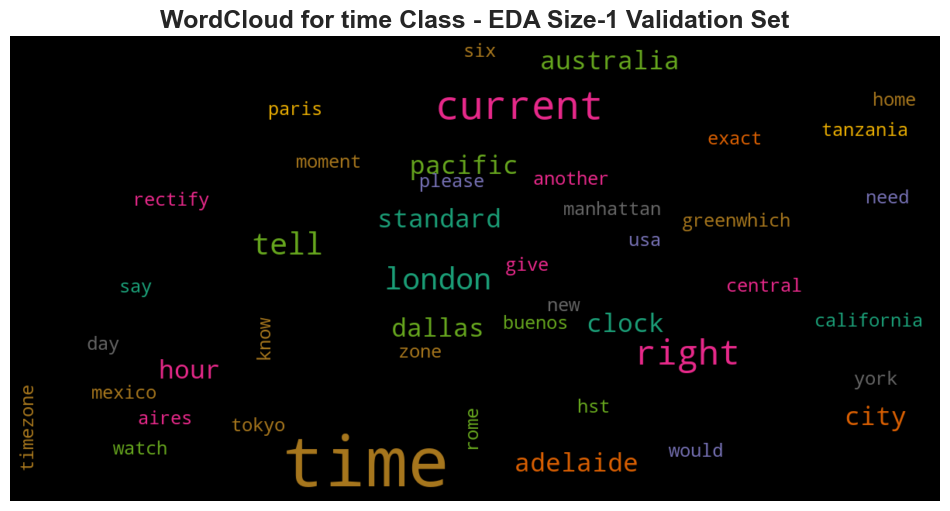 WordCloud for time Class - EDA Size-1 Validation Set
six
australia
current
home
paris
tanzania
exact
moment
pacific
please
another
rectify
need
manhattan
standard
greenwhich
tell
usa
give
london
central
say
new
know
dallas
buenos
clock
california
day
zone
right
hour
york
mexico
timezone
hst
aires
tokyo
rome
city
watch
time
would
adelaide